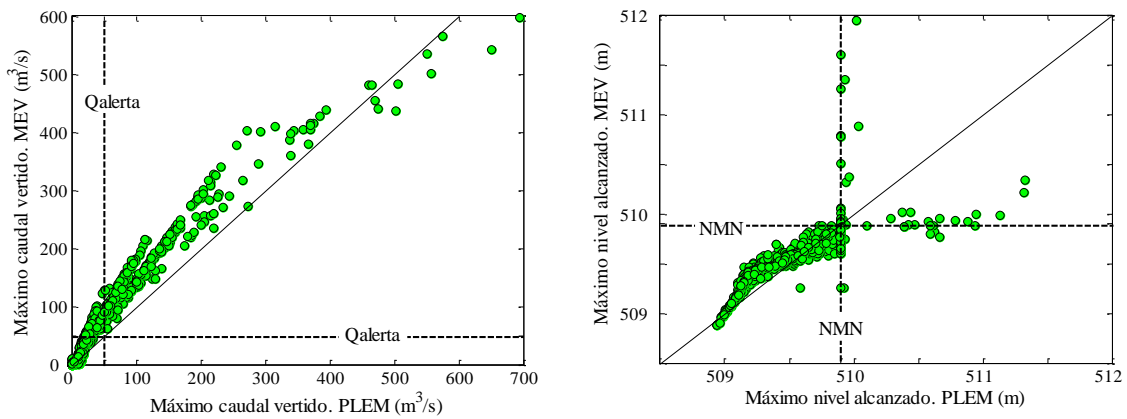 Máximo caudal vertido. MEV (m³/s)
600
500
400
300
200
100
0
Qalerta
Qalerta
0 100 200 300 400 500 600 700
Máximo caudal vertido. PLEM (m³/s)
Máximo nivel alcanzado. MEV (m)
512
511
510
509
NMN
NMN
509 510 511 512
Máximo nivel alcanzado. PLEM (m)